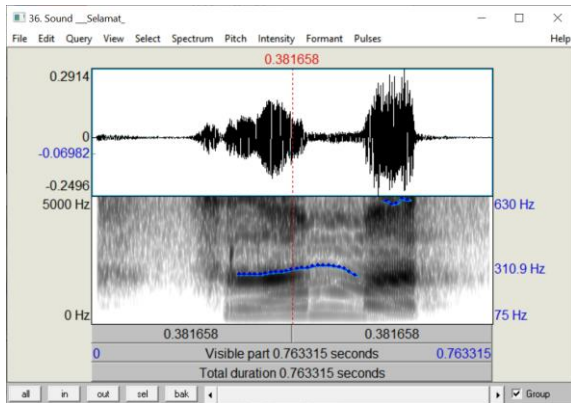 36. Sound ___Selamat_
File Edit Query View Select Spectrum Pitch Intensity Formant Pulses Help
0.381658
0.2914
0
-0.06982
-0.2496
5000 Hz 630 Hz
310.9 Hz
0 Hz 75 Hz
0.381658 0.381658
0 Visible part 0.763315 seconds 0.763315
Total duration 0.763315 seconds
all in out sel bak Group